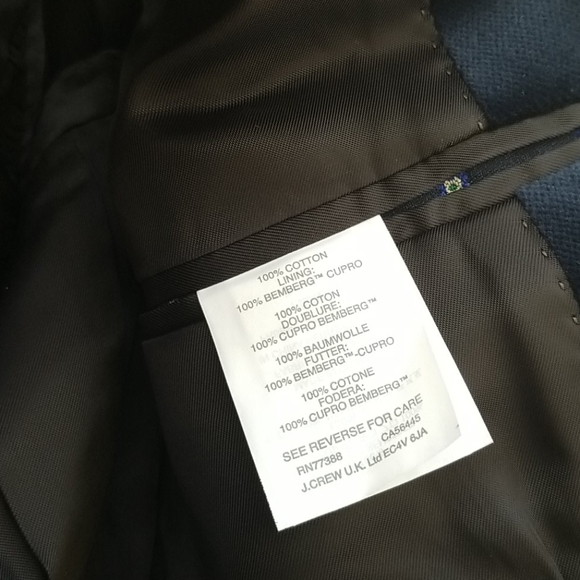 100% COTTON
LINING:
100% BEMBERG™ CUPRO
100% COTON
DOUBLURE:
100% CUPRO BEMBERG™
100% BAUMWOLLE
FUTTER:
100% BEMBERG™-CUPRO
100% COTONE
FODERA:
100% CUPRO BEMBERG™
SEE REVERSE FOR CARE
RN77388 CA56445
J.CREW U.K. Ltd EC4V 6JA